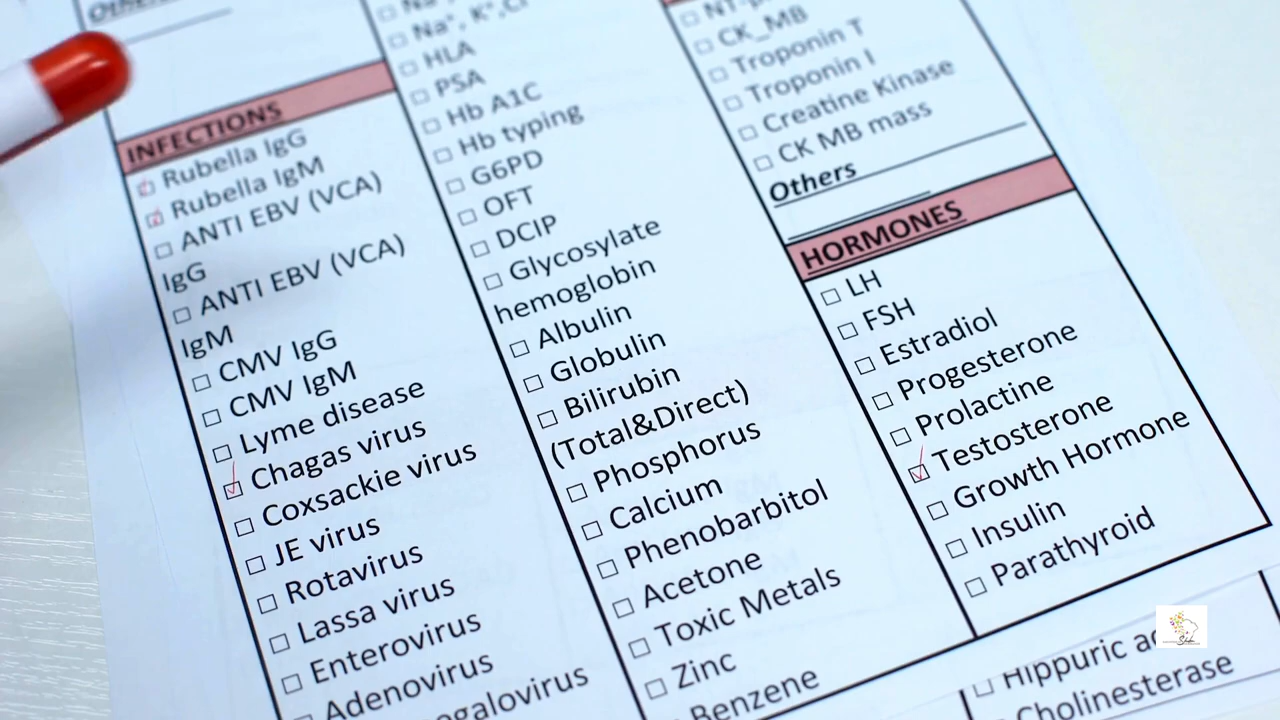 Others
INFECTIONS
Rubella IgG
Rubella IgM
ANTI EBV (VCA)
IgG
ANTI EBV (VCA)
IgM
CMV IgG
CMV IgM
Lyme disease
Chagas virus
Coxsackie virus
JE virus
Rotavirus
Lassa virus
Enterovirus
Adenovirus
egalovirus
Na⁺, K⁺,Cl
HLA
PSA
Hb A1C
Hb typing
G6PD
OFT
DCIP
Glycosylate
hemoglobin
Albulin
Globulin
Bilirubin
(Total&Direct)
Phosphorus
Calcium
Phenobarbitol
Acetone
Toxic Metals
Zinc
Benzene
CK_MB
Troponin T
Troponin I
Creatine Kinase
CK MB mass
Others
HORMONES
LH
FSH
Estradiol
Progesterone
Prolactine
Testosterone
Growth Hormone
Insulin
Parathyroid
Hippuric ac
Cholinesterase